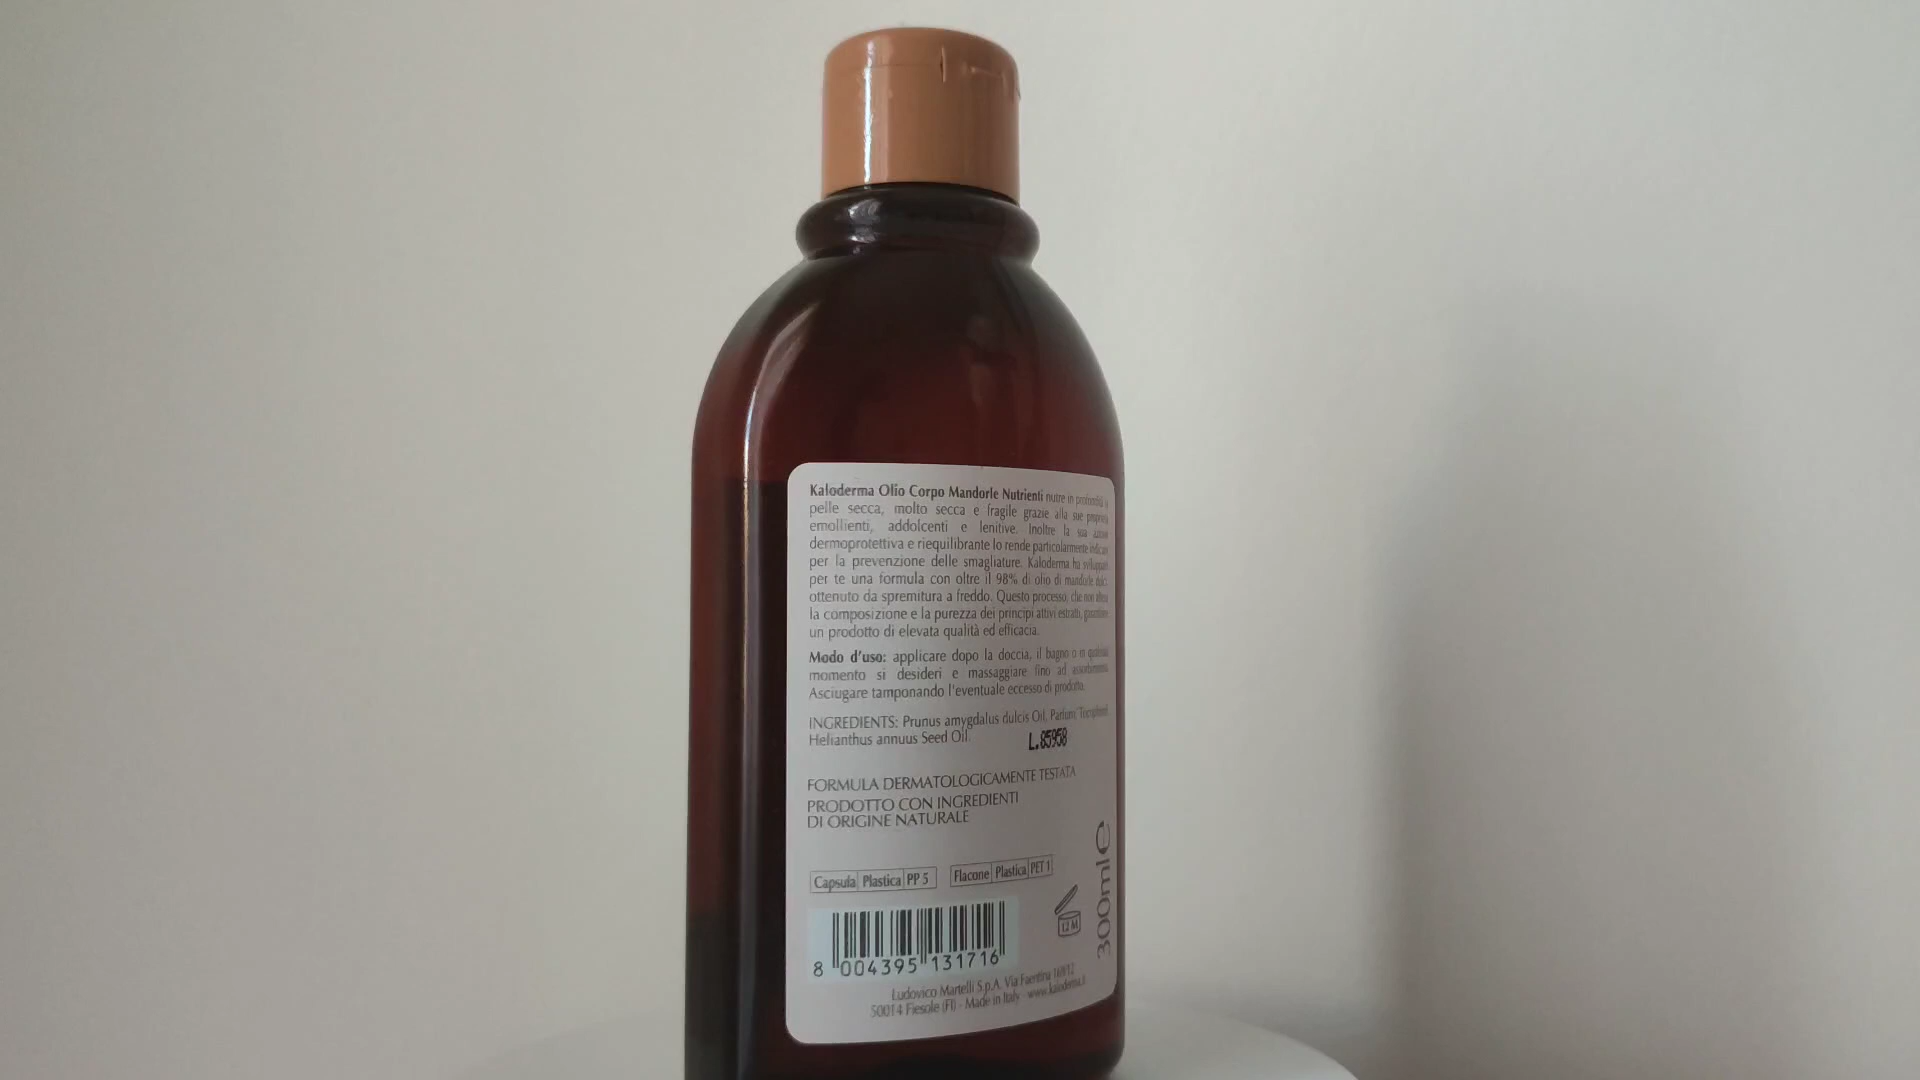 Kaloderma Olio Corpo Mandorle Nutrienti nutre in profondità la
pelle secca, molto secca e fragile grazie alla sue proprietà
emollienti, addolcenti e lenitive. Inoltre la sua azione
dermoprotettiva e riequilibrante lo rende particolarmente indicato
per la prevenzione delle smagliature. Kaloderma ha sviluppato
per te una formula con oltre il 98% di olio di mandorle dolci,
ottenuto da spremitura a freddo. Questo processo, che non altera
la composizione e la purezza dei principi attivi estratti, garantisce
un prodotto di elevata qualità ed efficacia.
Modo d'uso: applicare dopo la doccia, il bagno o in qualsiasi
momento si desideri e massaggiare fino ad assorbimento.
Asciugare tamponando l'eventuale eccesso di prodotto.
INGREDIENTS: Prunus amygdalus dulcis Oil, Parfum, Tocopherol,
Helianthus annuus Seed Oil.
L.85958
FORMULA DERMATOLOGICAMENTE TESTATA
PRODOTTO CON INGREDIENTI
DI ORIGINE NATURALE
Capsula Plastica PP 5 Flacone Plastica PET 1
12 M
300ml e
8 004395 131716
Ludovico Martelli S.p.A. Via Faentina
50014 Fiesole (FI) - Made in Italy - www.kaloderma.it